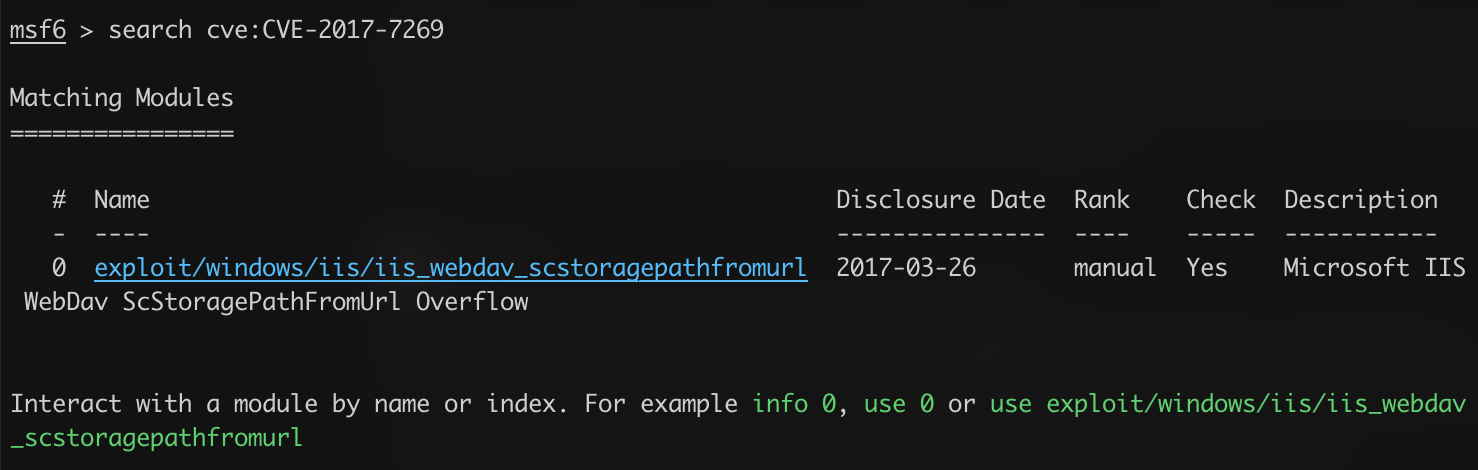 msf6 > search cve:CVE-2017-7269
Matching Modules
================
# Name Disclosure Date Rank Check Description
- ---- --------------- ---- ----- -----------
0 exploit/windows/iis/iis_webdav_scstoragepathfromurl 2017-03-26 manual Yes Microsoft IIS
WebDav ScStoragePathFromUrl Overflow
Interact with a module by name or index. For example info 0, use 0 or use exploit/windows/iis/iis_webdav
_scstoragepathfromurl